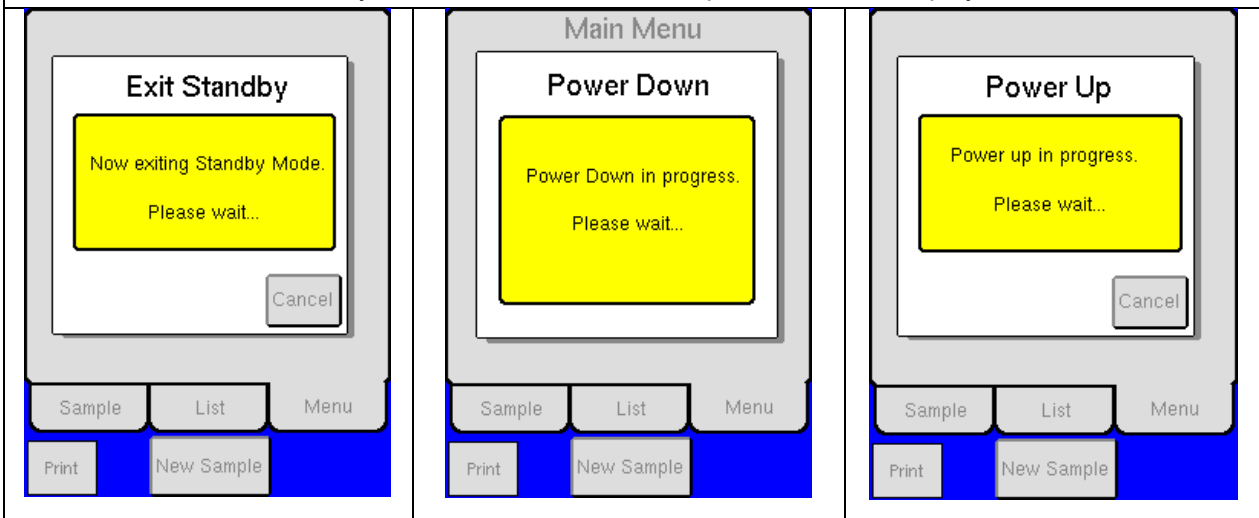 Exit Standby
Now exiting Standby Mode.
Please wait...
Cancel
Sample
List
Menu
Print
New Sample
Main Menu
Power Down
Power Down in progress.
Please wait...
Sample
List
Menu
Print
New Sample
Power Up
Power up in progress.
Please wait...
Cancel
Sample
List
Menu
Print
New Sample